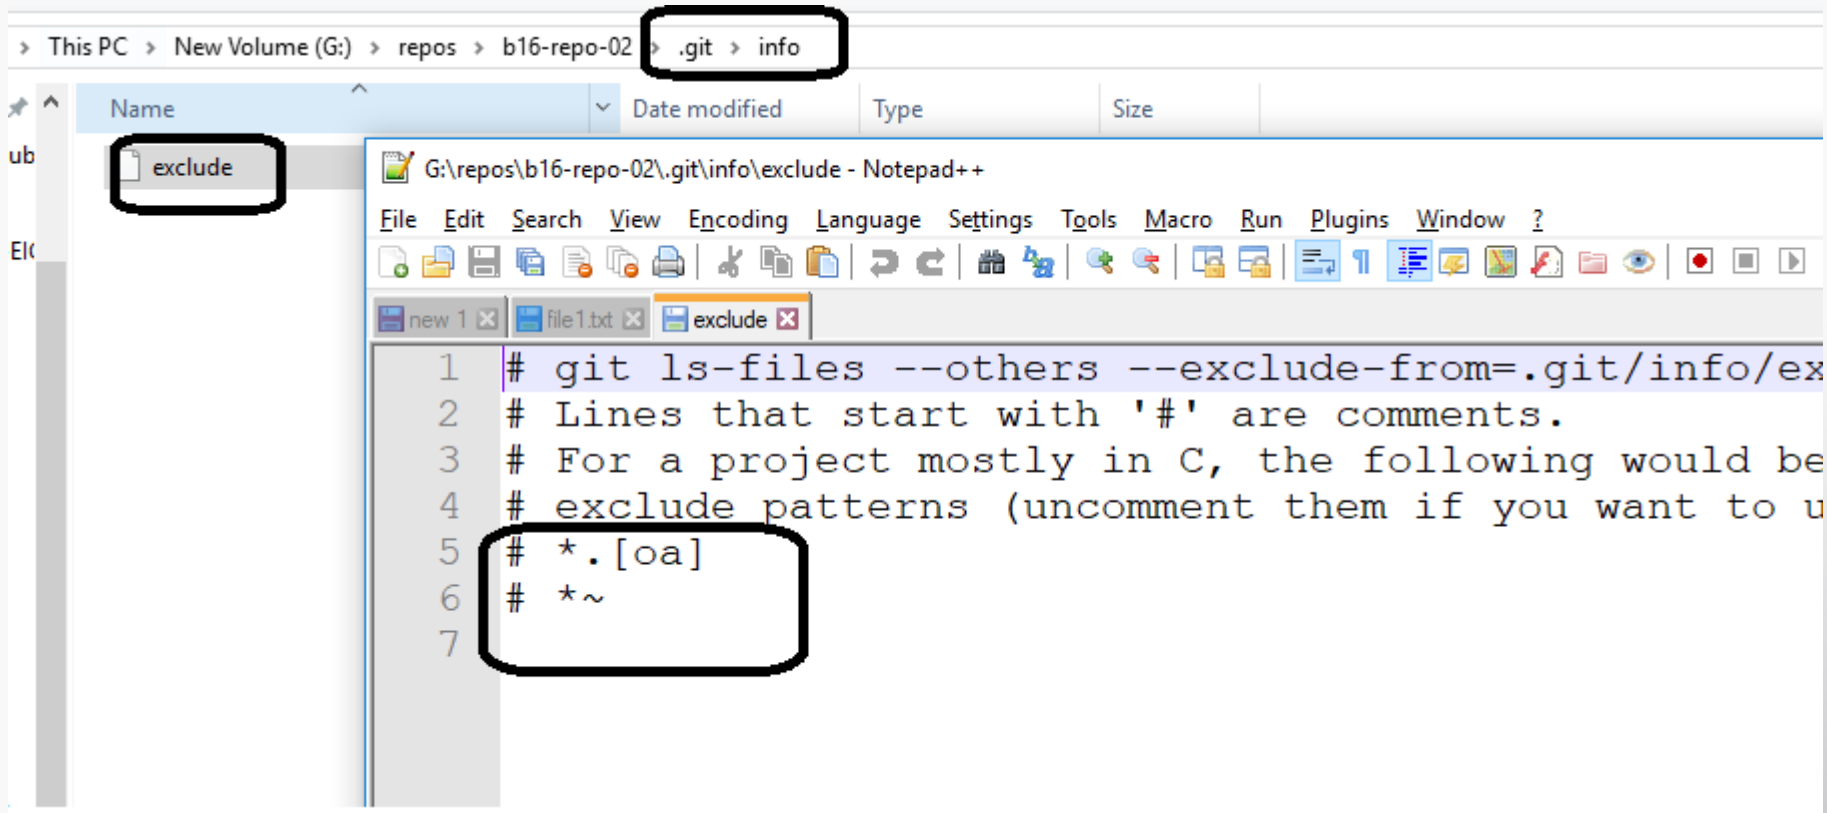 This PC > New Volume (G:) > repos > b16-repo-02 > .git > info
Name Date modified Type Size
ub
exclude
G:\repos\b16-repo-02\.git\info\exclude - Notepad++
File Edit Search View Encoding Language Settings Tools Macro Run Plugins Window ?
new 1 file1.txt exclude
1 # git ls-files --others --exclude-from=.git/info/ex
2 # Lines that start with '#' are comments.
3 # For a project mostly in C, the following would be
4 # exclude patterns (uncomment them if you want to u
5 # *.[oa]
6 # *~
7